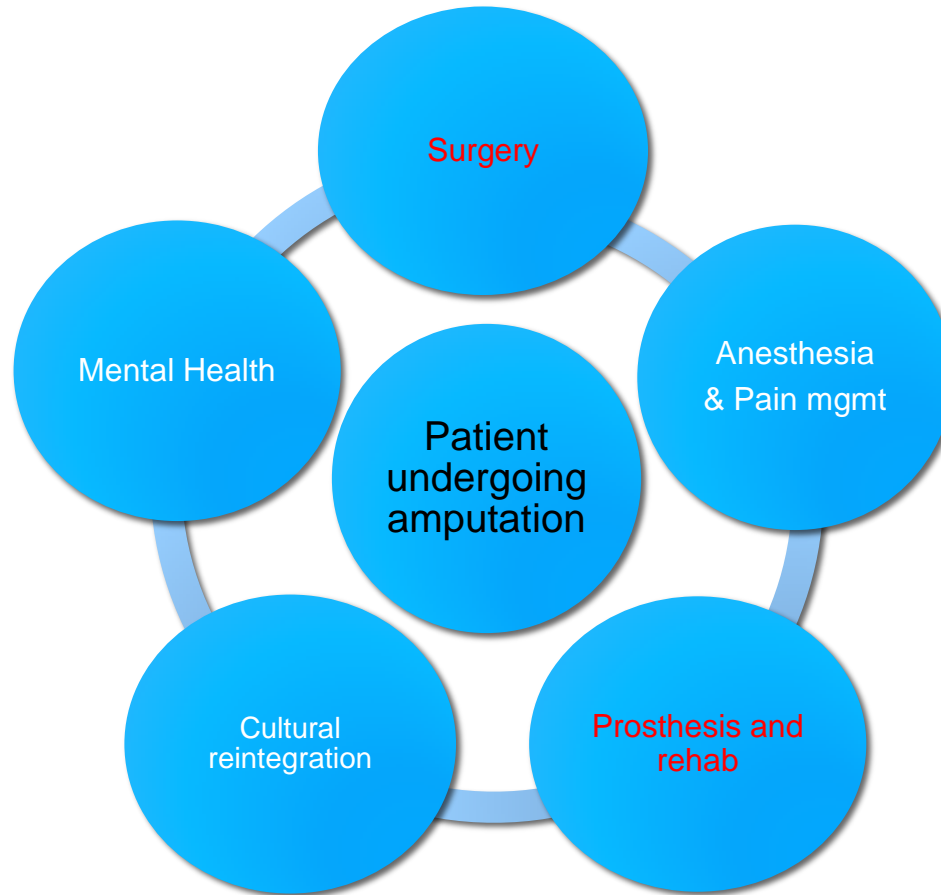 Surgery
Anesthesia
& Pain mgmt
Mental Health
Patient
undergoing
amputation
Cultural
reintegration
Prosthesis and
rehab